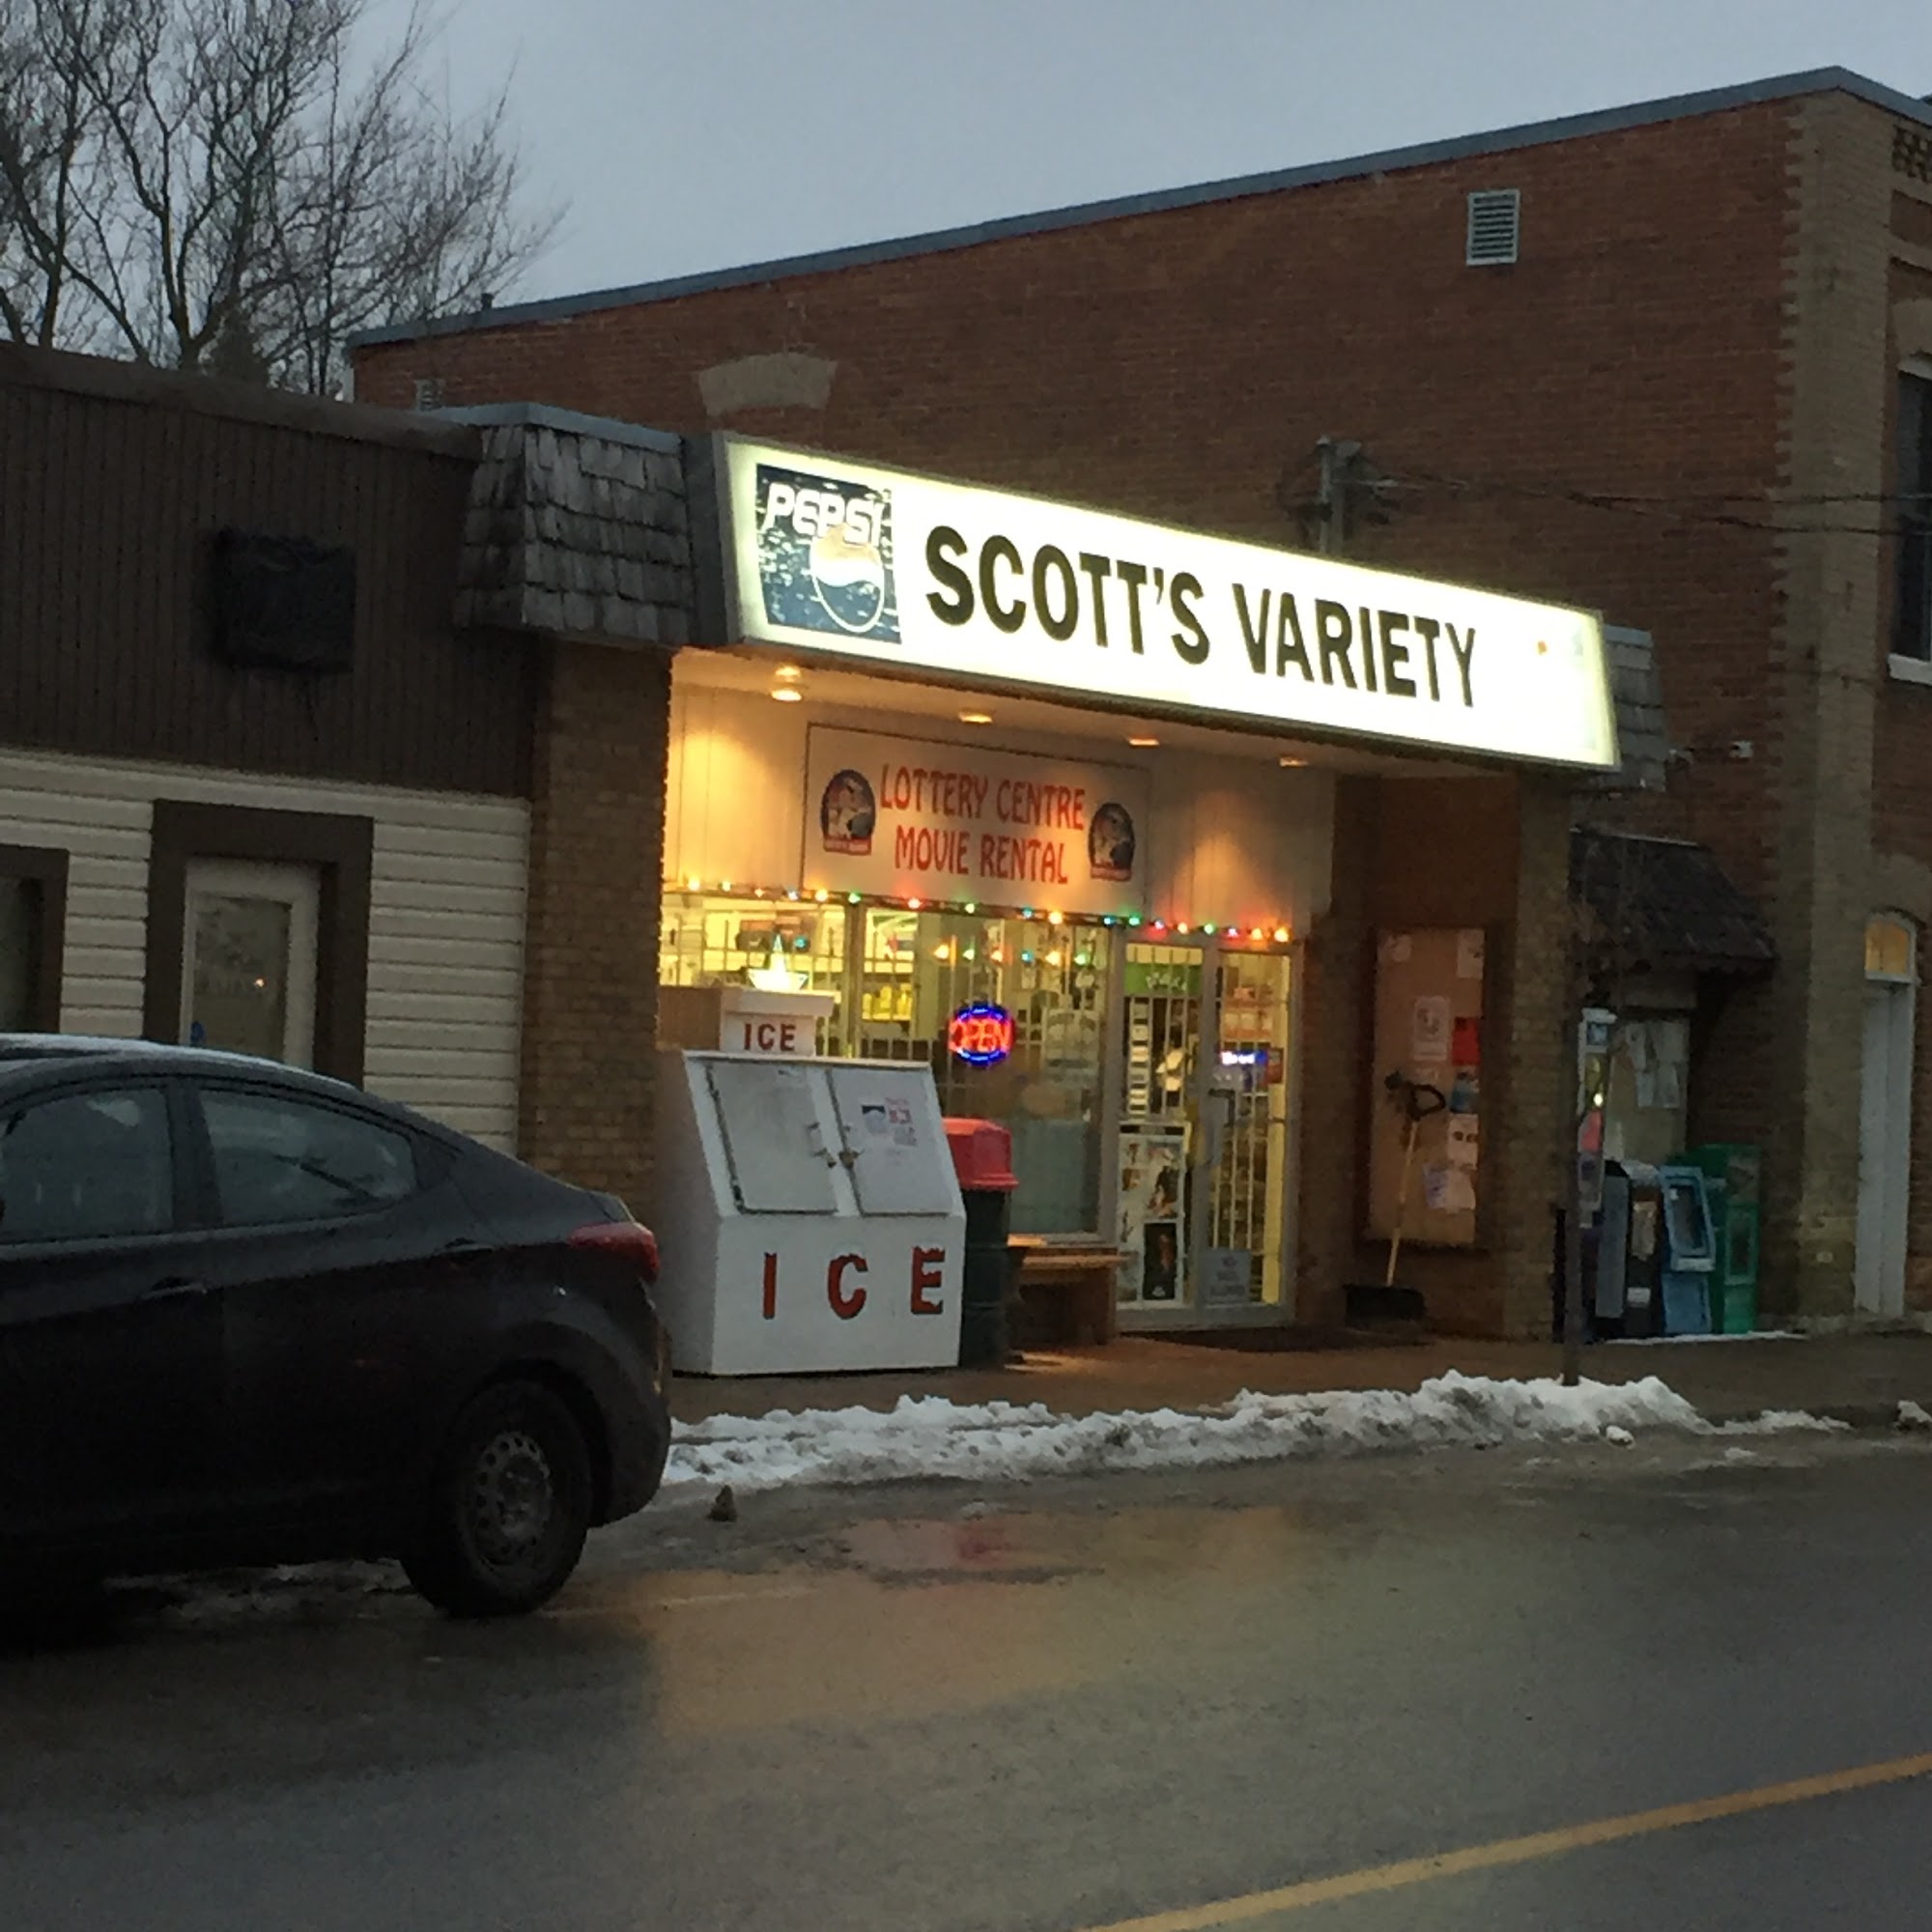 PEPSI
SCOTT'S VARIETY
LOTTERY CENTRE
MOVIE RENTAL
OPEN
ICE
ICE